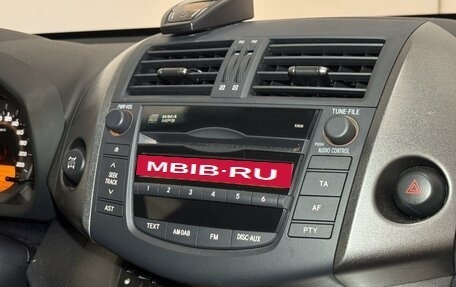 PWR·VOL
WMA
MP3
TUNE·FILE
PUSH
AUDIO CONTROL
MBIB·RU
SEEK
TRACK
1 2 3 4 5 6
TA
AF
AST
TEXT AM·DAB FM DISC·AUX
PTY